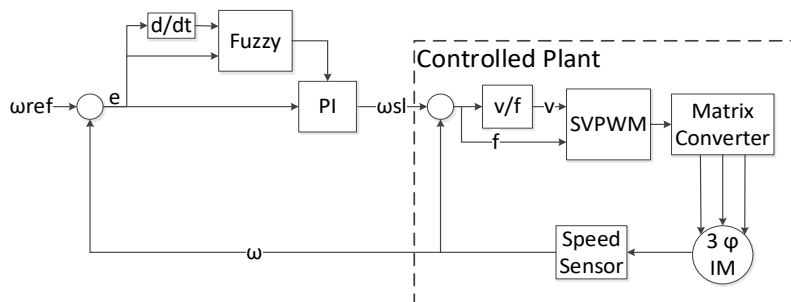 d/dt
Fuzzy
Controlled Plant
ωref
e
PI
ωsl
v/f
v
f
SVPWM
Matrix
Converter
ω
Speed
Sensor
3 φ
IM